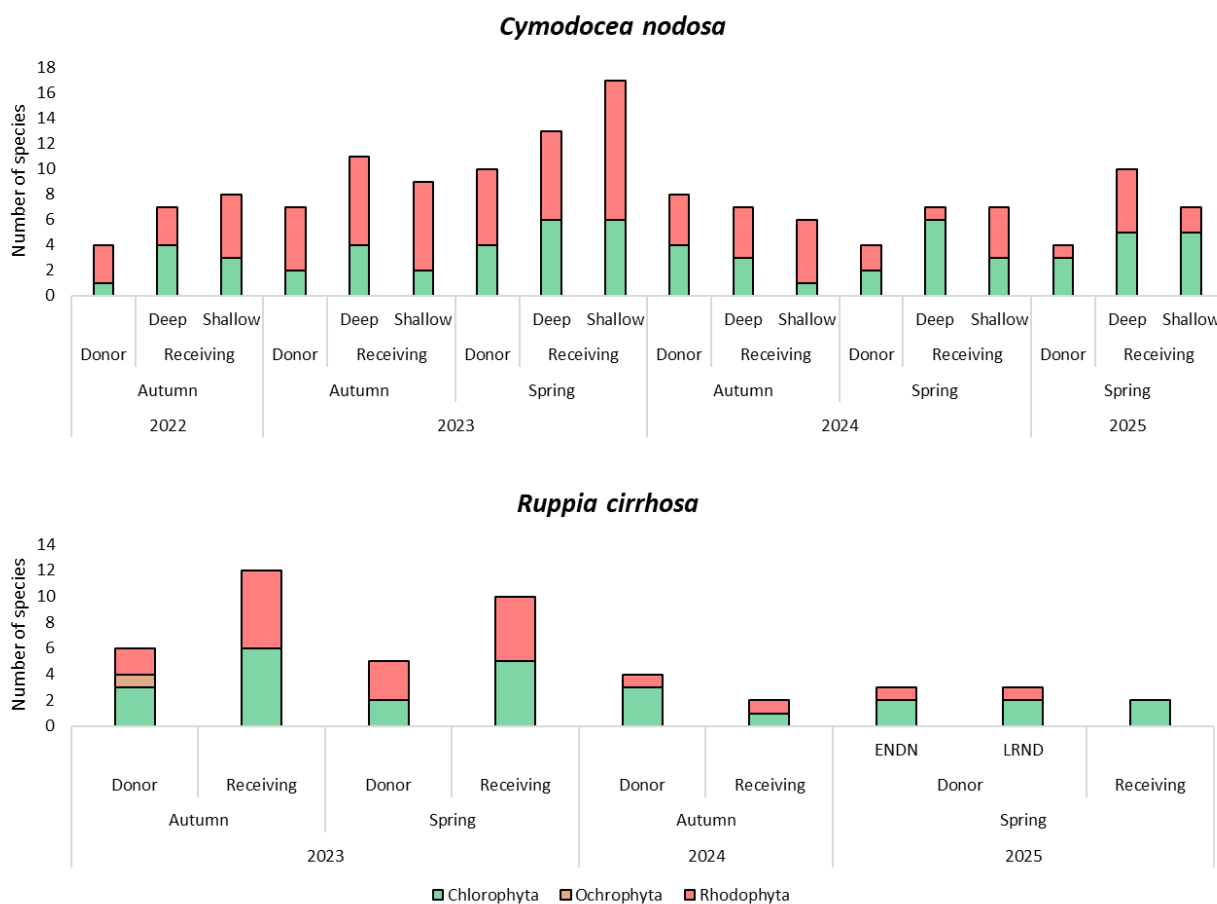 Cymodocea nodosa
Number of species
18
16
14
12
10
8
6
4
2
0
Deep Shallow Deep Shallow Deep Shallow Deep Shallow Deep Shallow Deep Shallow
Donor Receiving Donor Receiving Donor Receiving Donor Receiving Donor Receiving Donor Receiving
Autumn Autumn Spring Autumn Spring Spring
2022 2023 2024 2025
Ruppia cirrhosa
Number of species
14
12
10
8
6
4
2
0
ENDN LRND
Donor Receiving Donor Receiving Donor Receiving Donor Receiving
Autumn Spring Autumn Spring
2023 2024 2025
Chlorophyta Ochrophyta Rhodophyta